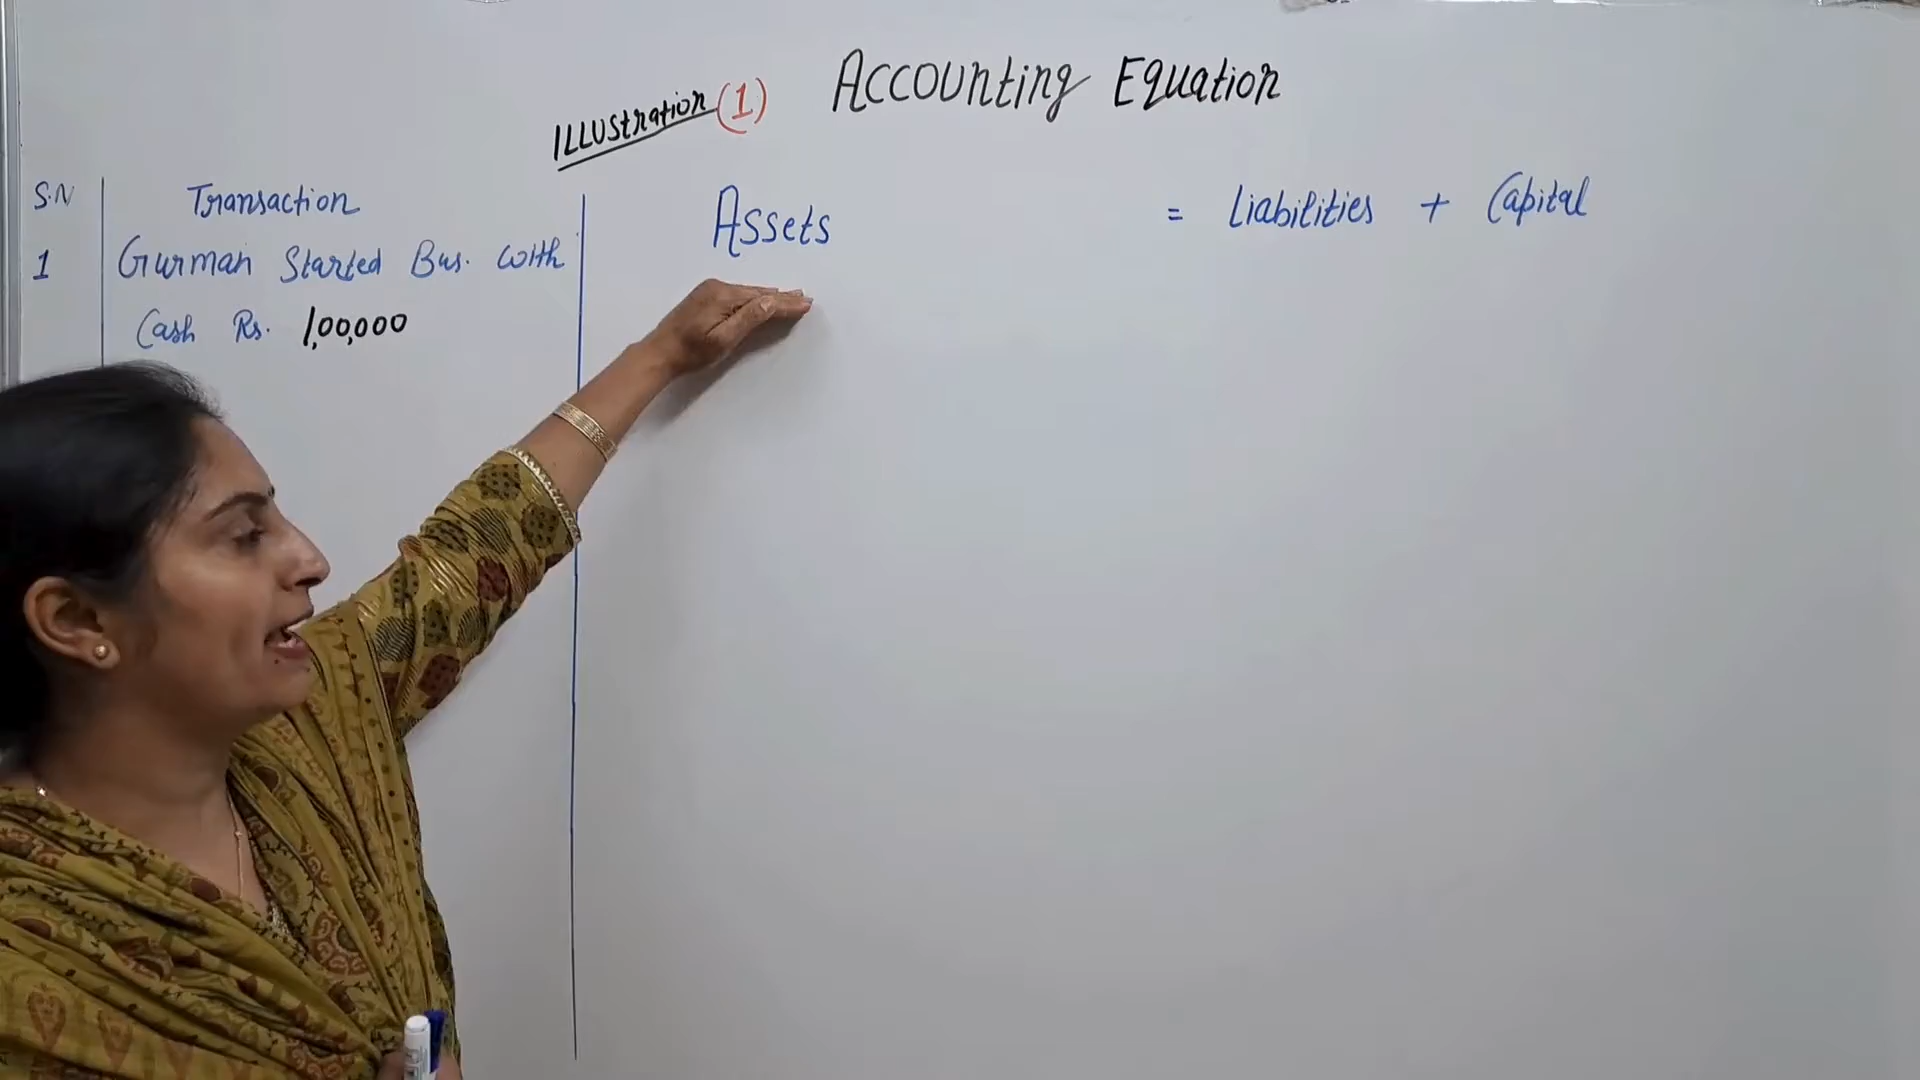 Accounting Equation
Illustration (1)
S.N Transaction Assets = Liabilities + Capital
1 Gurman Started Bus. with
Cash Rs. 1,00,000